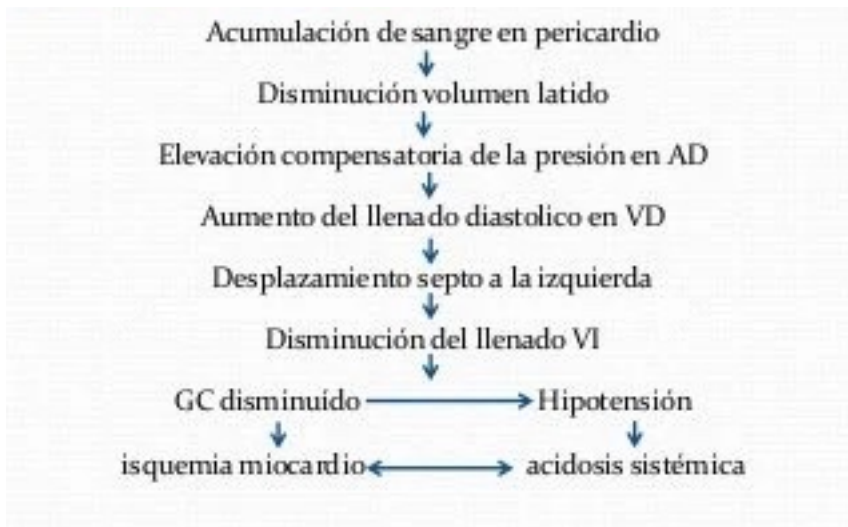 Acumulación de sangre en pericardio
Disminución volumen latido
Elevación compensatoria de la presión en AD
Aumento del llenado diastolico en VD
Desplazamiento septo a la izquierda
Disminución del llenado VI
GC disminuído Hipotensión
isquemia miocardio acidosis sistémica